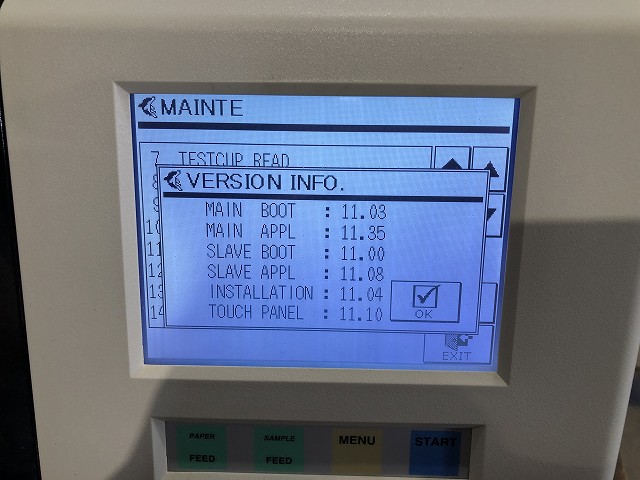 MAINTE
7 TESTCUP READ
VERSION INFO.
MAIN BOOT : 11.03
MAIN APPL : 11.35
SLAVE BOOT : 11.00
SLAVE APPL : 11.08
INSTALLATION : 11.04
TOUCH PANEL : 11.10
OK
EXIT
PAPER FEED
SAMPLE FEED
MENU
START